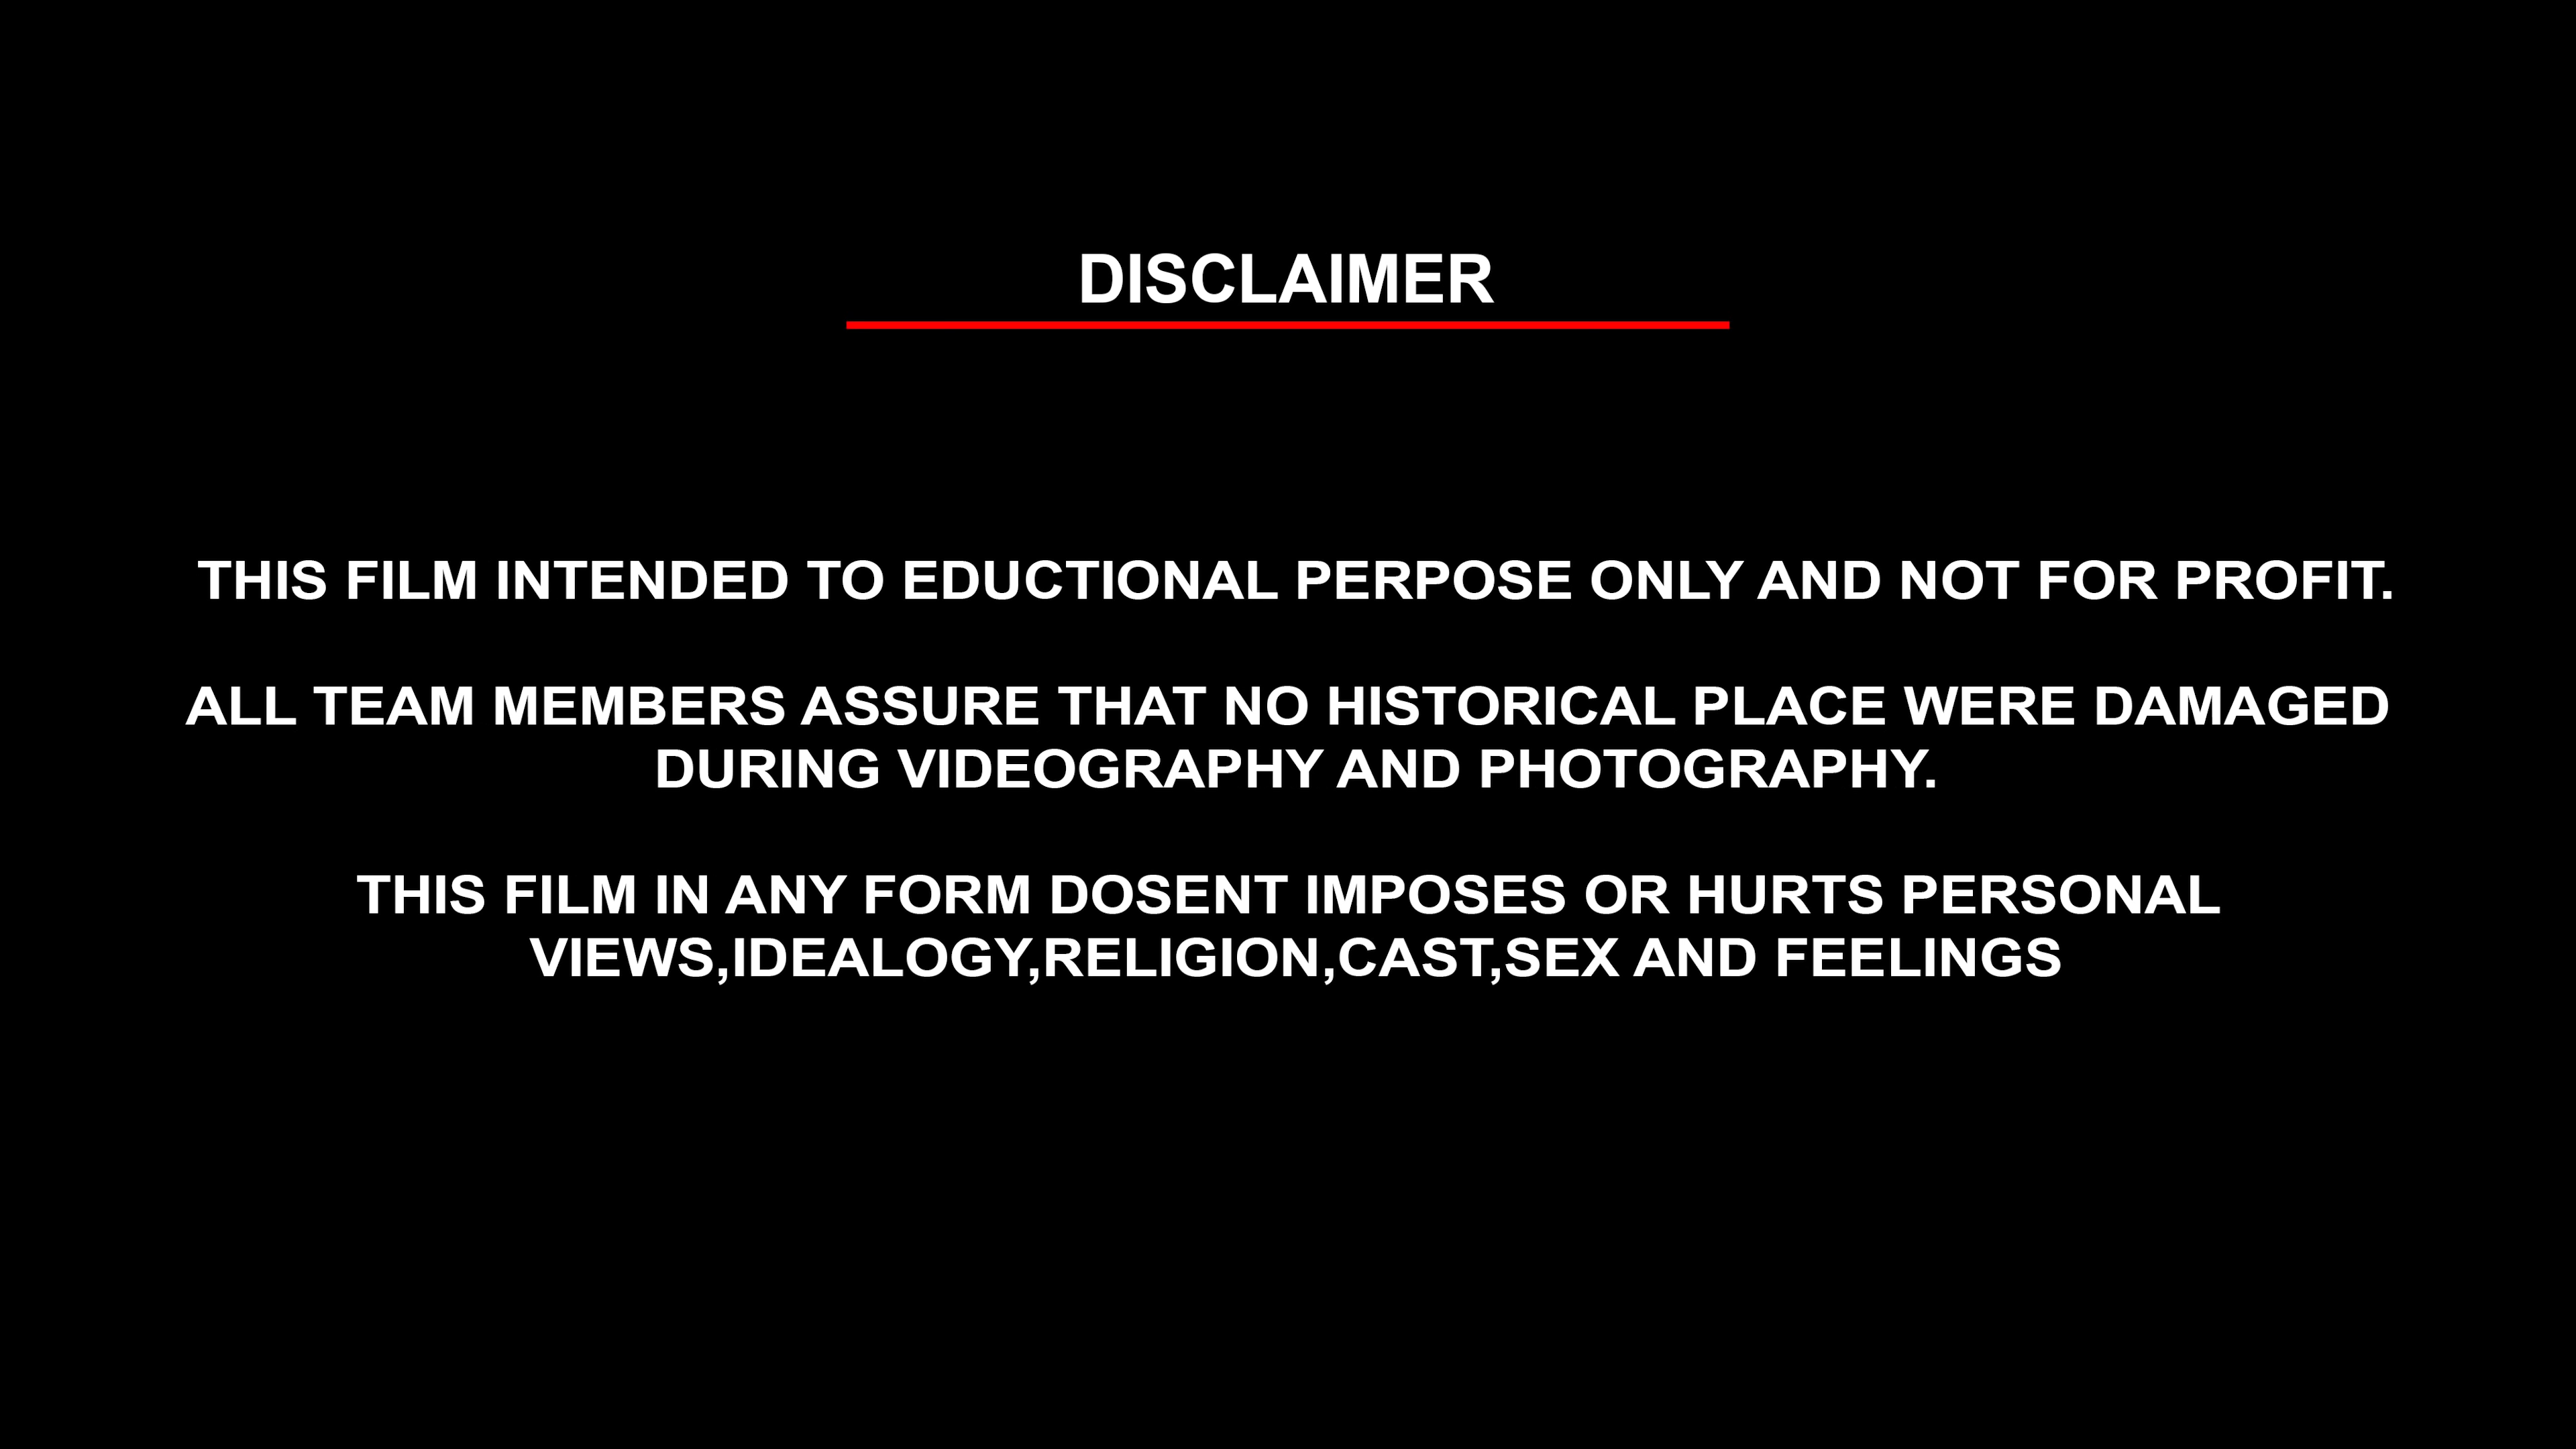 DISCLAIMER
THIS FILM INTENDED TO EDUCTIONAL PERPOSE ONLY AND NOT FOR PROFIT.
ALL TEAM MEMBERS ASSURE THAT NO HISTORICAL PLACE WERE DAMAGED
DURING VIDEOGRAPHY AND PHOTOGRAPHY.
THIS FILM IN ANY FORM DOSENT IMPOSES OR HURTS PERSONAL
VIEWS,IDEALOGY,RELIGION,CAST,SEX AND FEELINGS